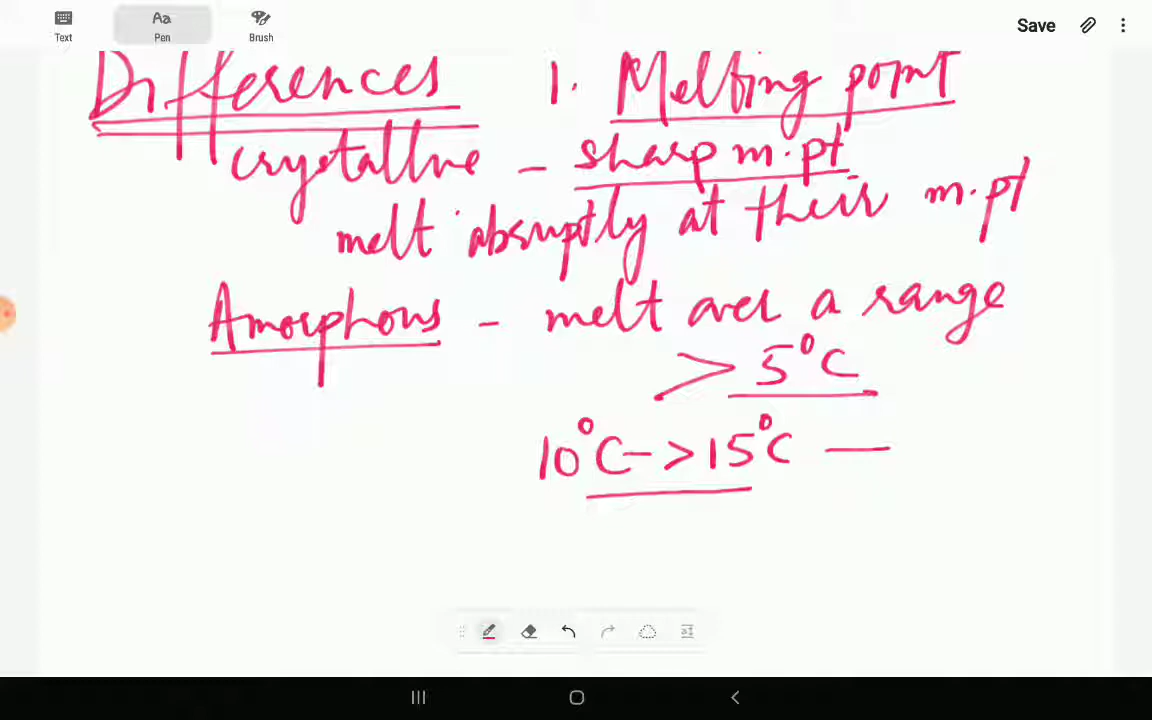 Text
Pen
Brush
Save
Differences 1. Melting point
crystalline - sharp m.pt
melt abruptly at their m.pt
Amorphous - melt over a range
> 5°C
10°C - >15°C —